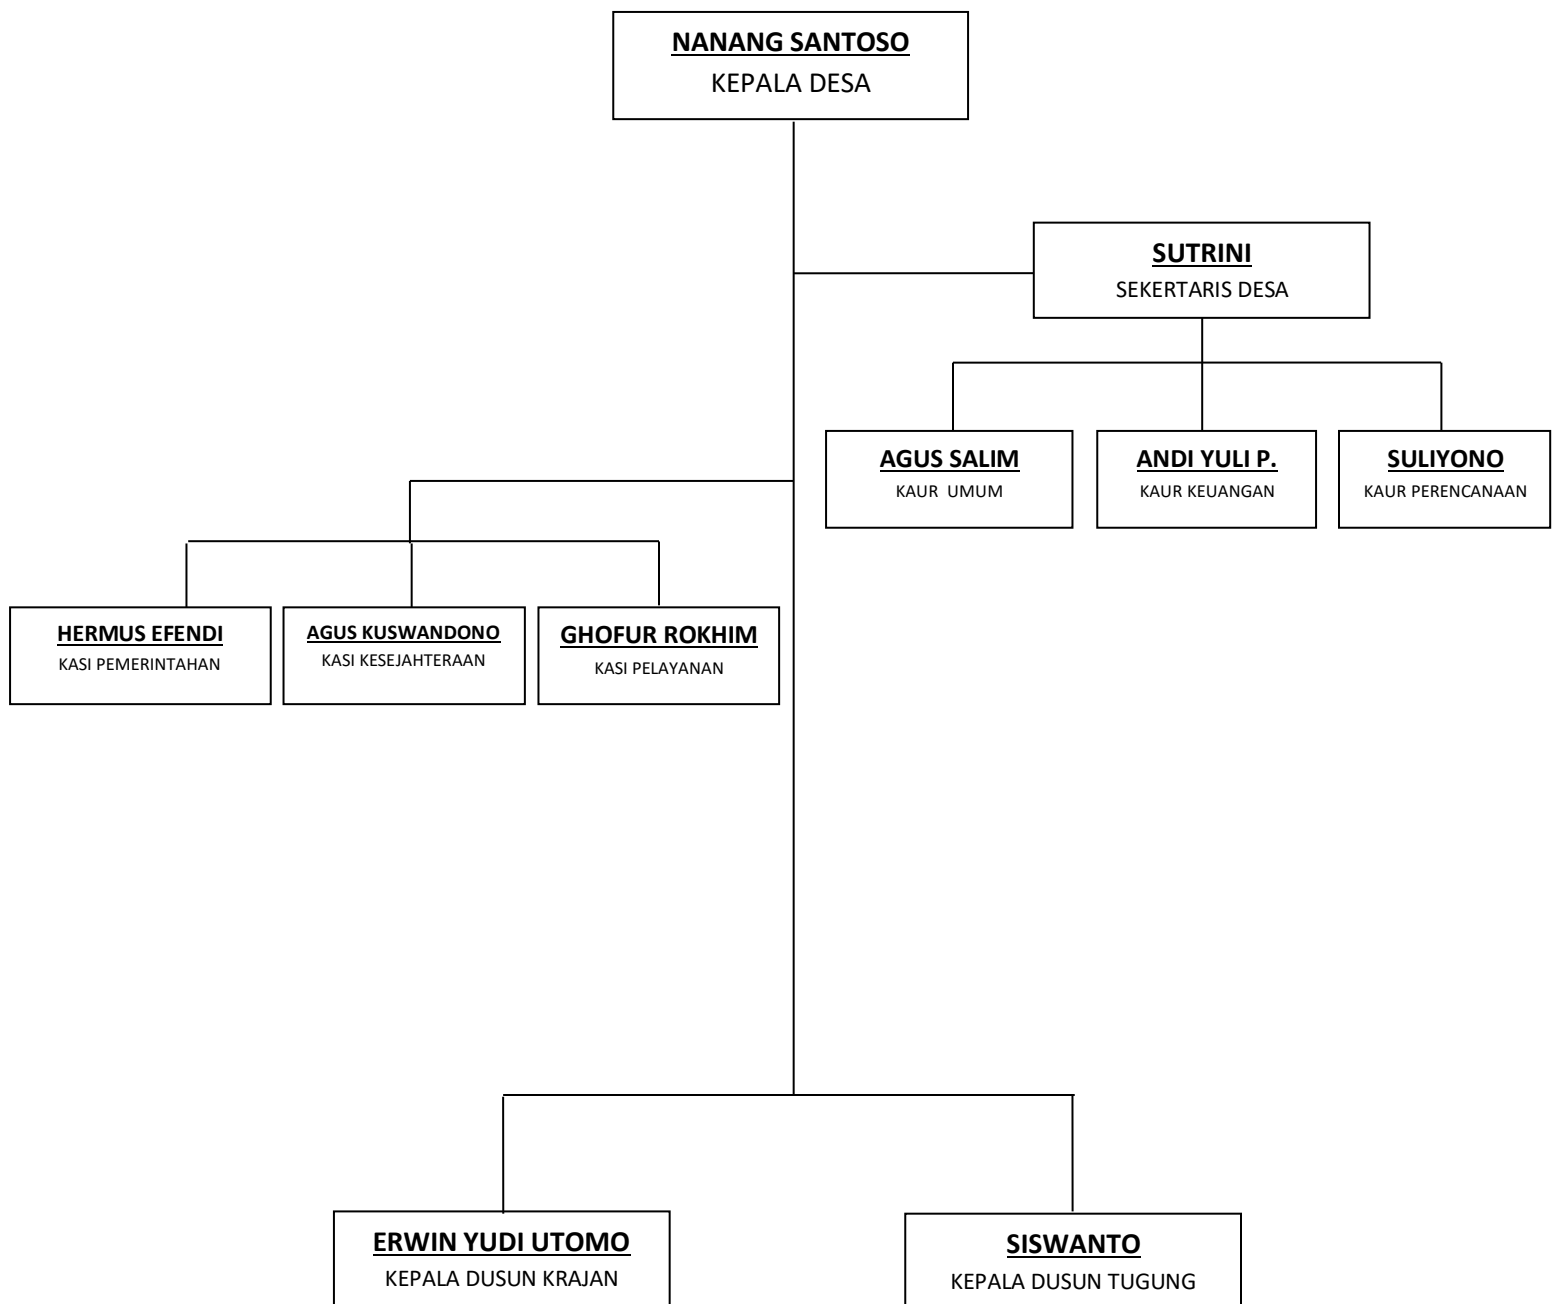 NANANG SANTOSO
KEPALA DESA
SUTRINI
SEKERTARIS DESA
AGUS SALIM
KAUR  UMUM
ANDI YULI P.
KAUR KEUANGAN
SULIYONO
KAUR PERENCANAAN
HERMUS EFENDI
KASI PEMERINTAHAN
AGUS KUSWANDONO
KASI KESEJAHTERAAN
GHOFUR ROKHIM
KASI PELAYANAN
ERWIN YUDI UTOMO
KEPALA DUSUN KRAJAN
SISWANTO
KEPALA DUSUN TUGUNG